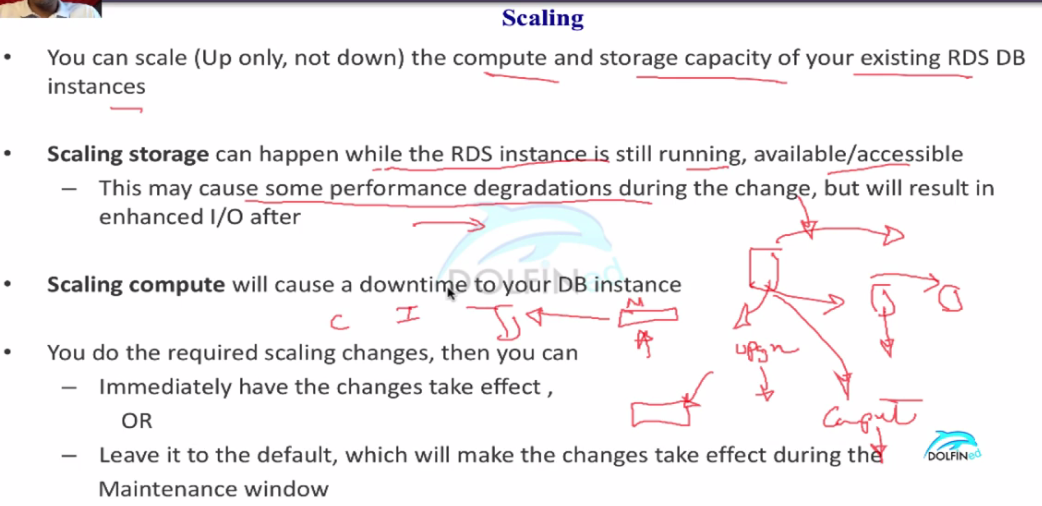 Scaling
• You can scale (Up only, not down) the compute and storage capacity of your existing RDS DB
instances
• Scaling storage can happen while the RDS instance is still running, available/accessible
– This may cause some performance degradations during the change, but will result in
enhanced I/O after
DOLFINed
• Scaling compute will cause a downtime to your DB instance
C I
M
• You do the required scaling changes, then you can
– Immediately have the changes take effect ,
OR
– Leave it to the default, which will make the changes take effect during the
DOLFINed
Maintenance window